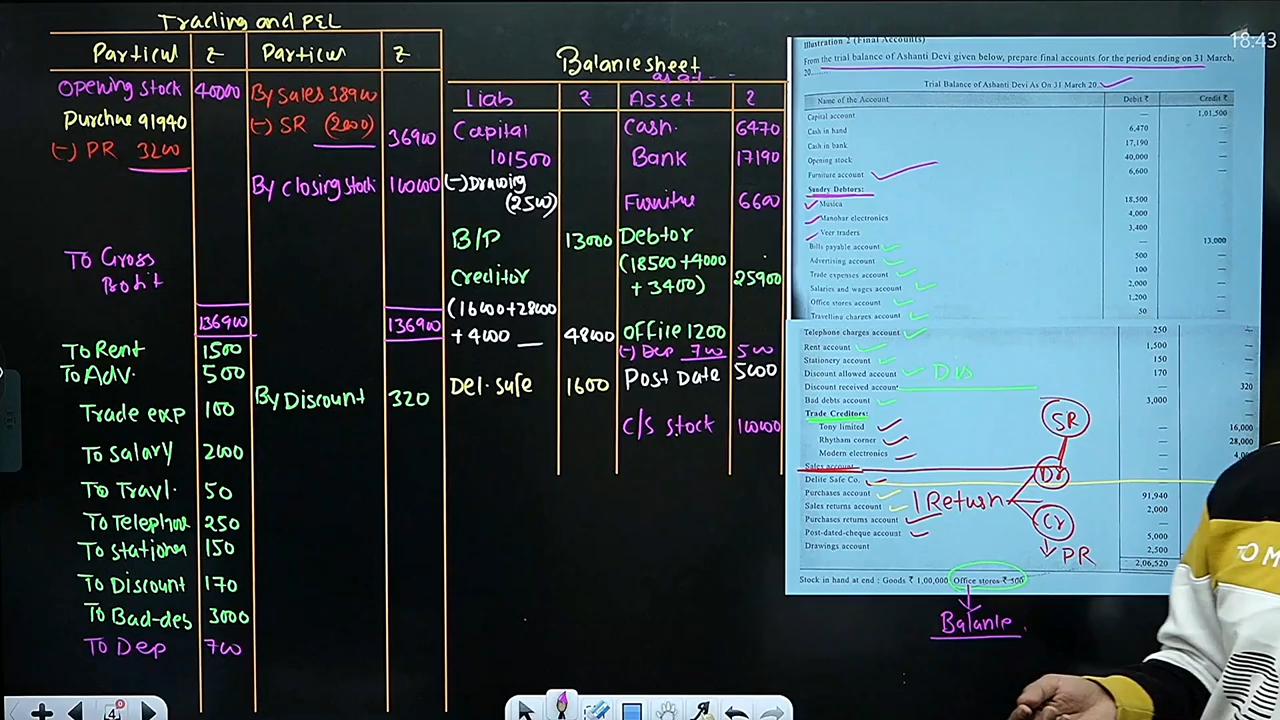 Trading and P&L
Particul ₹ Particur ₹
Opening stock 40000 By Sales 38900
(-) SR (2000) 36900
Purchase 91940
(-) PR 3200
By closing stock 100000
To Gross
Profit
136900 136900
To Rent 1500
To Adv. 500
By Discount 320
Trade exp 100
To Salary 2000
To Travl. 50
To Telephone 250
To stationer 150
To Discount 170
To Bad-deb 3000
To Dep 700
Balance sheet
as at - - -
Liab ₹ Asset ₹
Capital
101500
(-) Drawing
(2500)
B/P 13000
Creditor
(16000+28000
+ 4000 48000
Del. safe 1600
Cash. 6470
Bank 17190
Furnitur 6600
Debtor
(18500+4000
+ 3400) 25900
office 1200
(-) Dep 700 500
Post Date 5000
C/S stock 100000
18:43
Illustration 2 (Final Accounts)
From the trial balance of Ashanti Devi given below, prepare final accounts for the period ending on 31 March,
20.......
Trial Balance of Ashanti Devi As On 31 March 20
Name of the Account Debit ₹ Credit ₹
Capital account — 1,01,500
Cash in hand 6,470 —
Cash in bank 17,190 —
Opening stock 40,000 —
Furniture account 6,600 —
Sundry Debtors:
Musica 18,500 —
Manohar electronics 4,000 —
Veer traders 3,400 —
Bills payable account — 13,000
Advertising account 500 —
Trade expenses account 100 —
Salaries and wages account 2,000 —
Office stores account 1,200 —
Travelling charges account 50 —
Telephone charges account 250 —
Rent account 1,500 —
Stationery account 150 —
Discount allowed account Dis 170 —
Discount received account — 320
Bad debts account 3,000 —
Trade Creditors:
Tony limited — 16,000
Rhytham corner — 28,000
Modern electronics —
Sales account —
Delite Safe Co. —
Purchases account 91,940
Sales returns account 2,000
Purchases returns account —
Post-dated-cheque account 5,000
Drawings account 2,500
2,06,520
Stock in hand at end : Goods ₹ 1,00,000 Office stores ₹ 500
SR
Dr
Return
Cr
PR
Balance
TOM
4